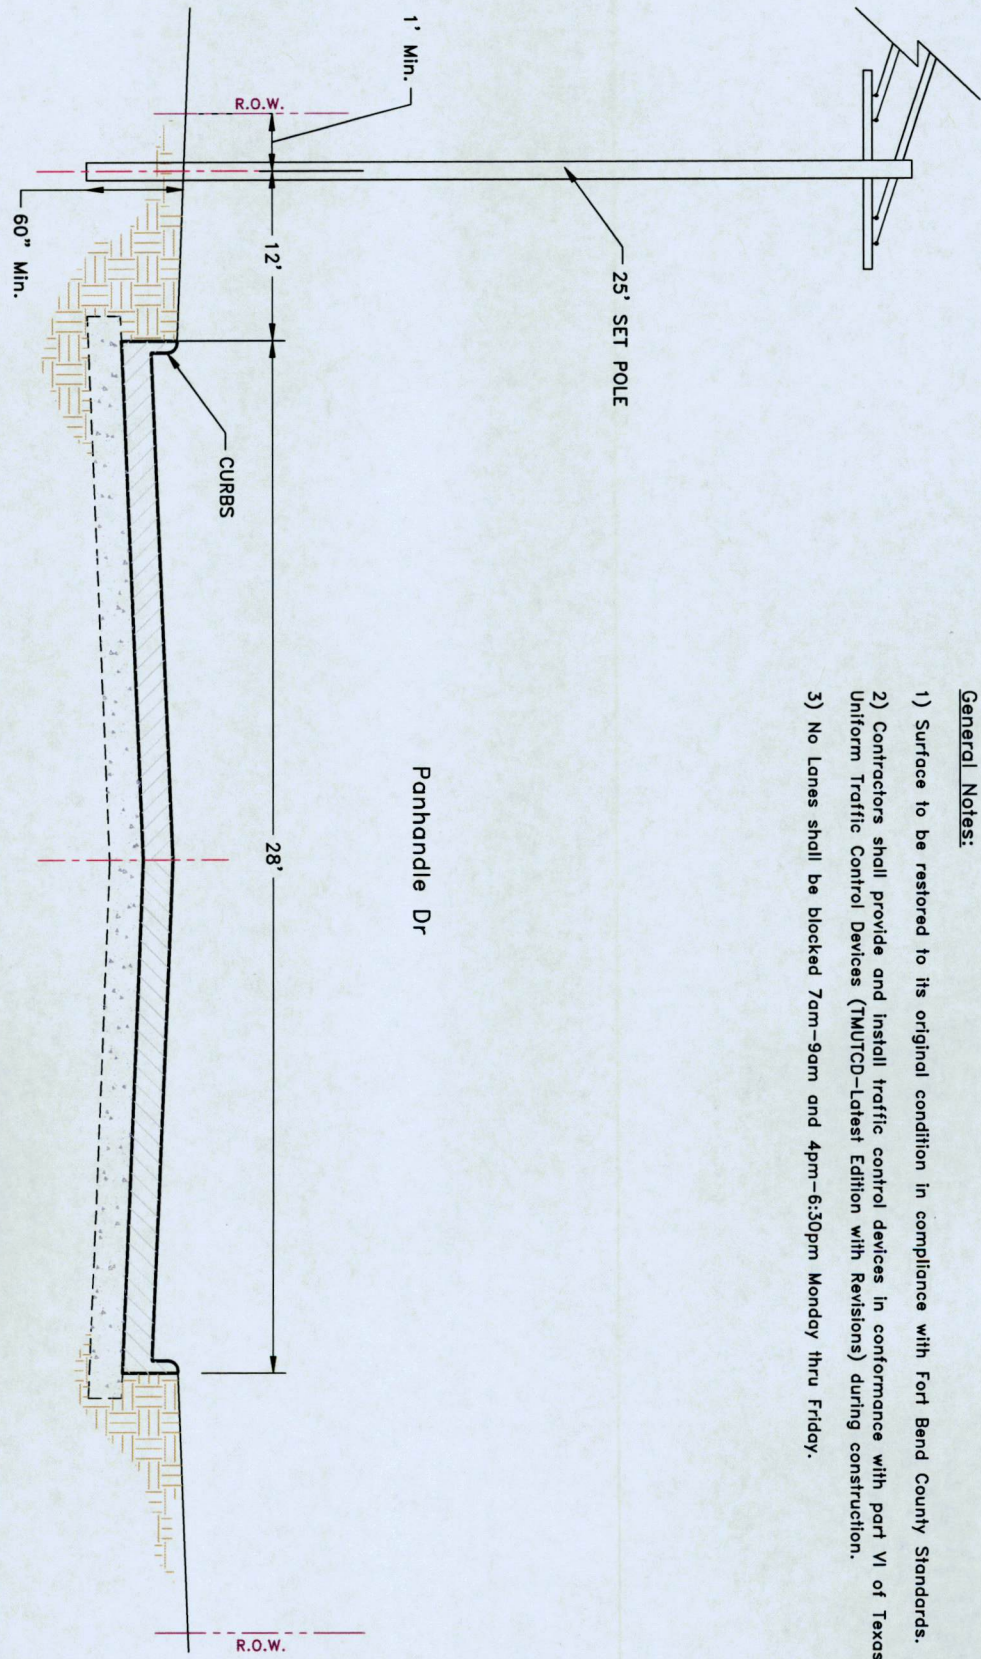 General Notes:
1) Surface to be restored to its original condition in compliance with Fort Bend County Standards.
2) Contractors shall provide and install traffic control devices in conformance with part VI of Texas
Uniform Traffic Control Devices (TMUTCD-Latest Edition with Revisions) during construction.
3) No Lanes shall be blocked 7am-9am and 4pm-6:30pm Monday thru Friday.
25' SET POLE
Panhandle Dr
1' Min.
R.O.W.
12'
28'
CURBS
60" Min.
R.O.W.